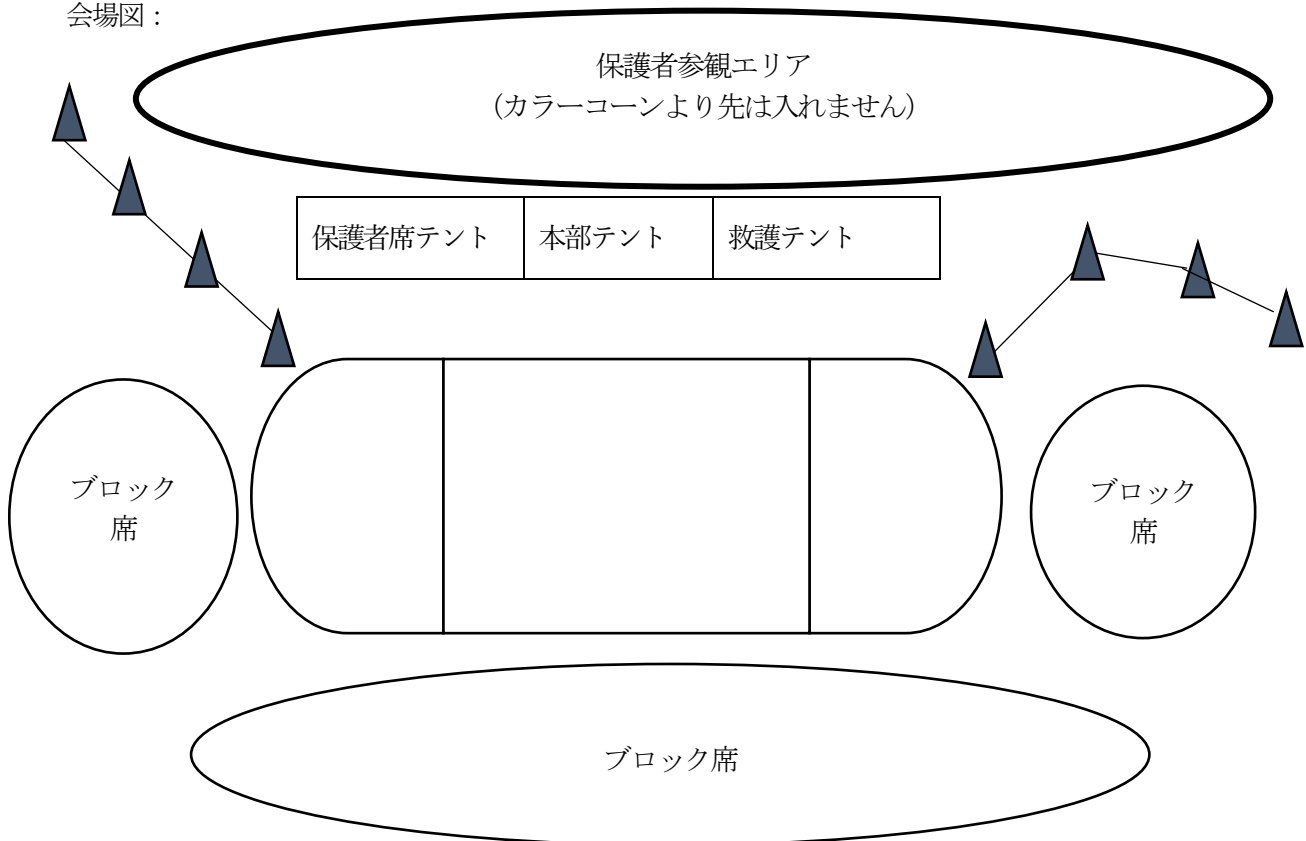 会場図：
保護者参観エリア
（カラーコーンより先は入れません）
保護者席テント
本部テント
救護テント
ブロック
席
ブロック
席
ブロック席